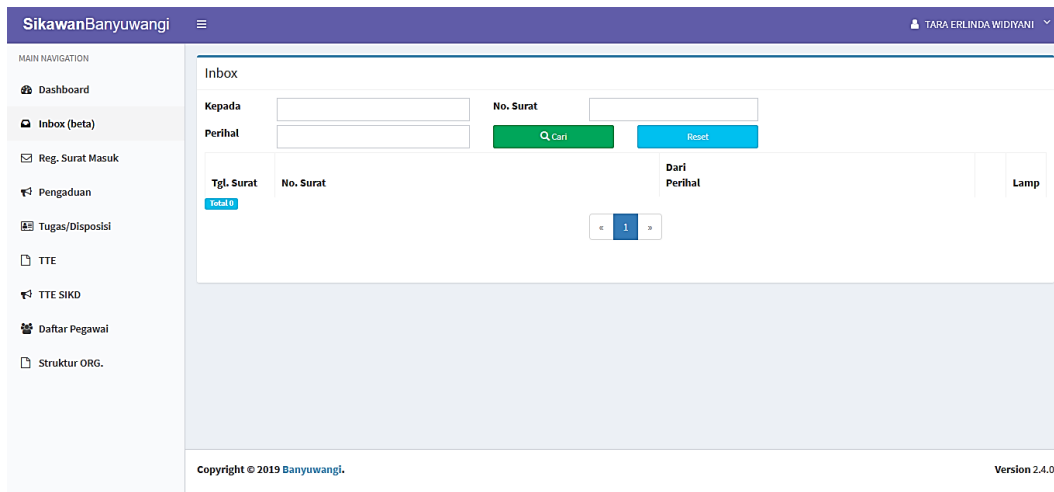 SikawanBanyuwangi
TARA ERLINDA WIDIYANI
MAIN NAVIGATION
Dashboard
Inbox (beta)
Reg. Surat Masuk
Pengaduan
Tugas/Disposisi
TTE
TTE SIKD
Daftar Pegawai
Struktur ORG.
Inbox
Kepada
No. Surat
Perihal
Cari
Reset
Tgl. Surat No. Surat Dari Perihal Lamp
Total 0
« 1 »
Copyright © 2019 Banyuwangi. Version 2.4.0